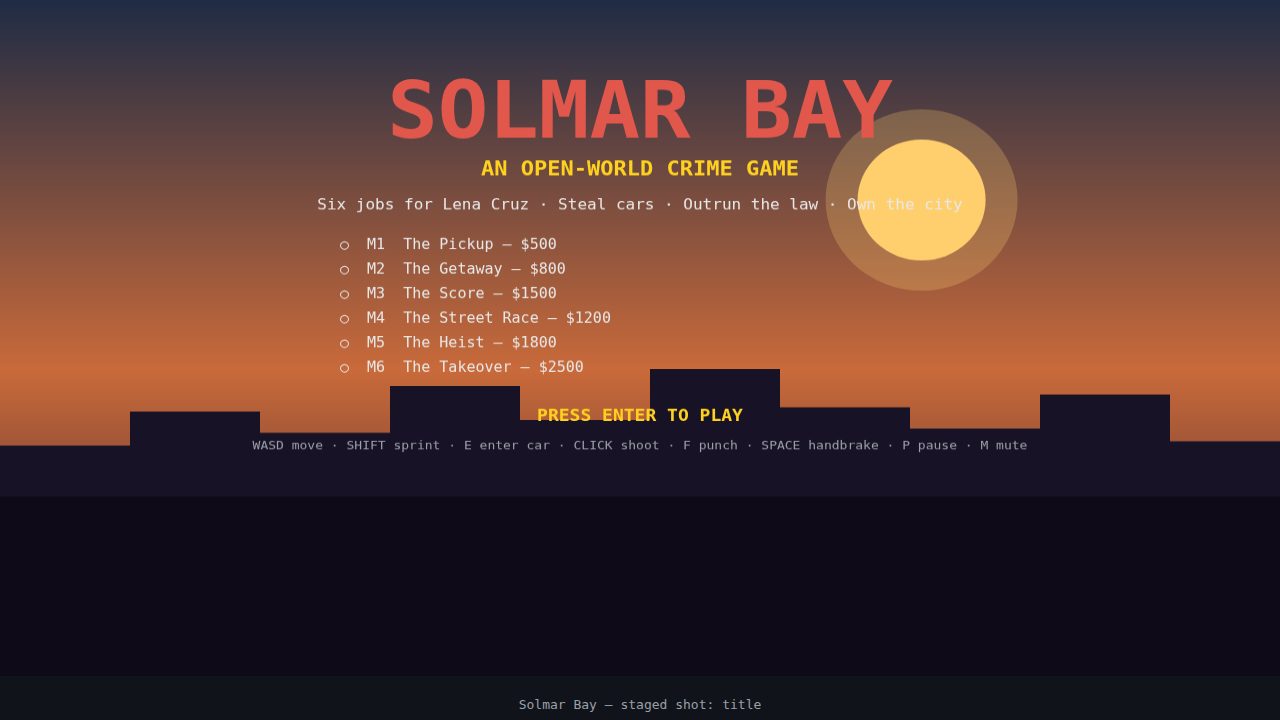 SOLMAR BAY
AN OPEN-WORLD CRIME GAME
Six jobs for Lena Cruz · Steal cars · Outrun the law · Own the city
○ M1 The Pickup — $500
○ M2 The Getaway — $800
○ M3 The Score — $1500
○ M4 The Street Race — $1200
○ M5 The Heist — $1800
○ M6 The Takeover — $2500
PRESS ENTER TO PLAY
WASD move · SHIFT sprint · E enter car · CLICK shoot · F punch · SPACE handbrake · P pause · M mute
Solmar Bay — staged shot: title